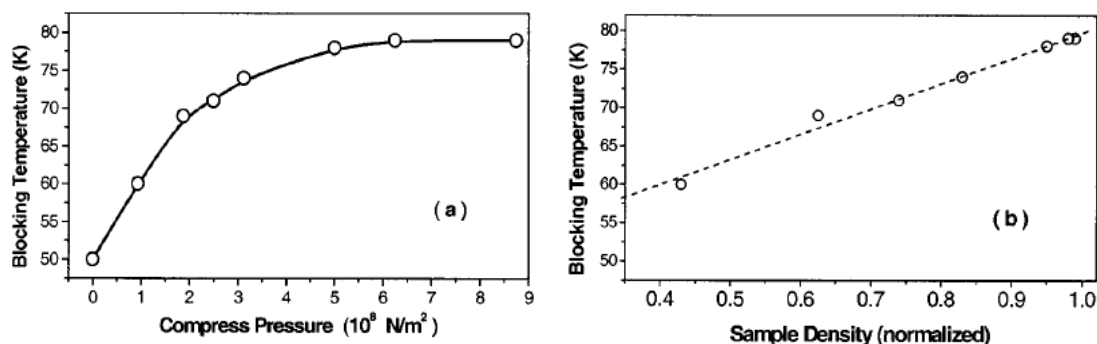 80
75
70
65
60
55
50
Blocking Temperature (K)
( a )
0 1 2 3 4 5 6 7 8 9
Compress Pressure (10⁸ N/m²)
80
75
70
65
60
55
50
Blocking Temperature (K)
( b )
0.4 0.5 0.6 0.7 0.8 0.9 1.0
Sample Density (normalized)